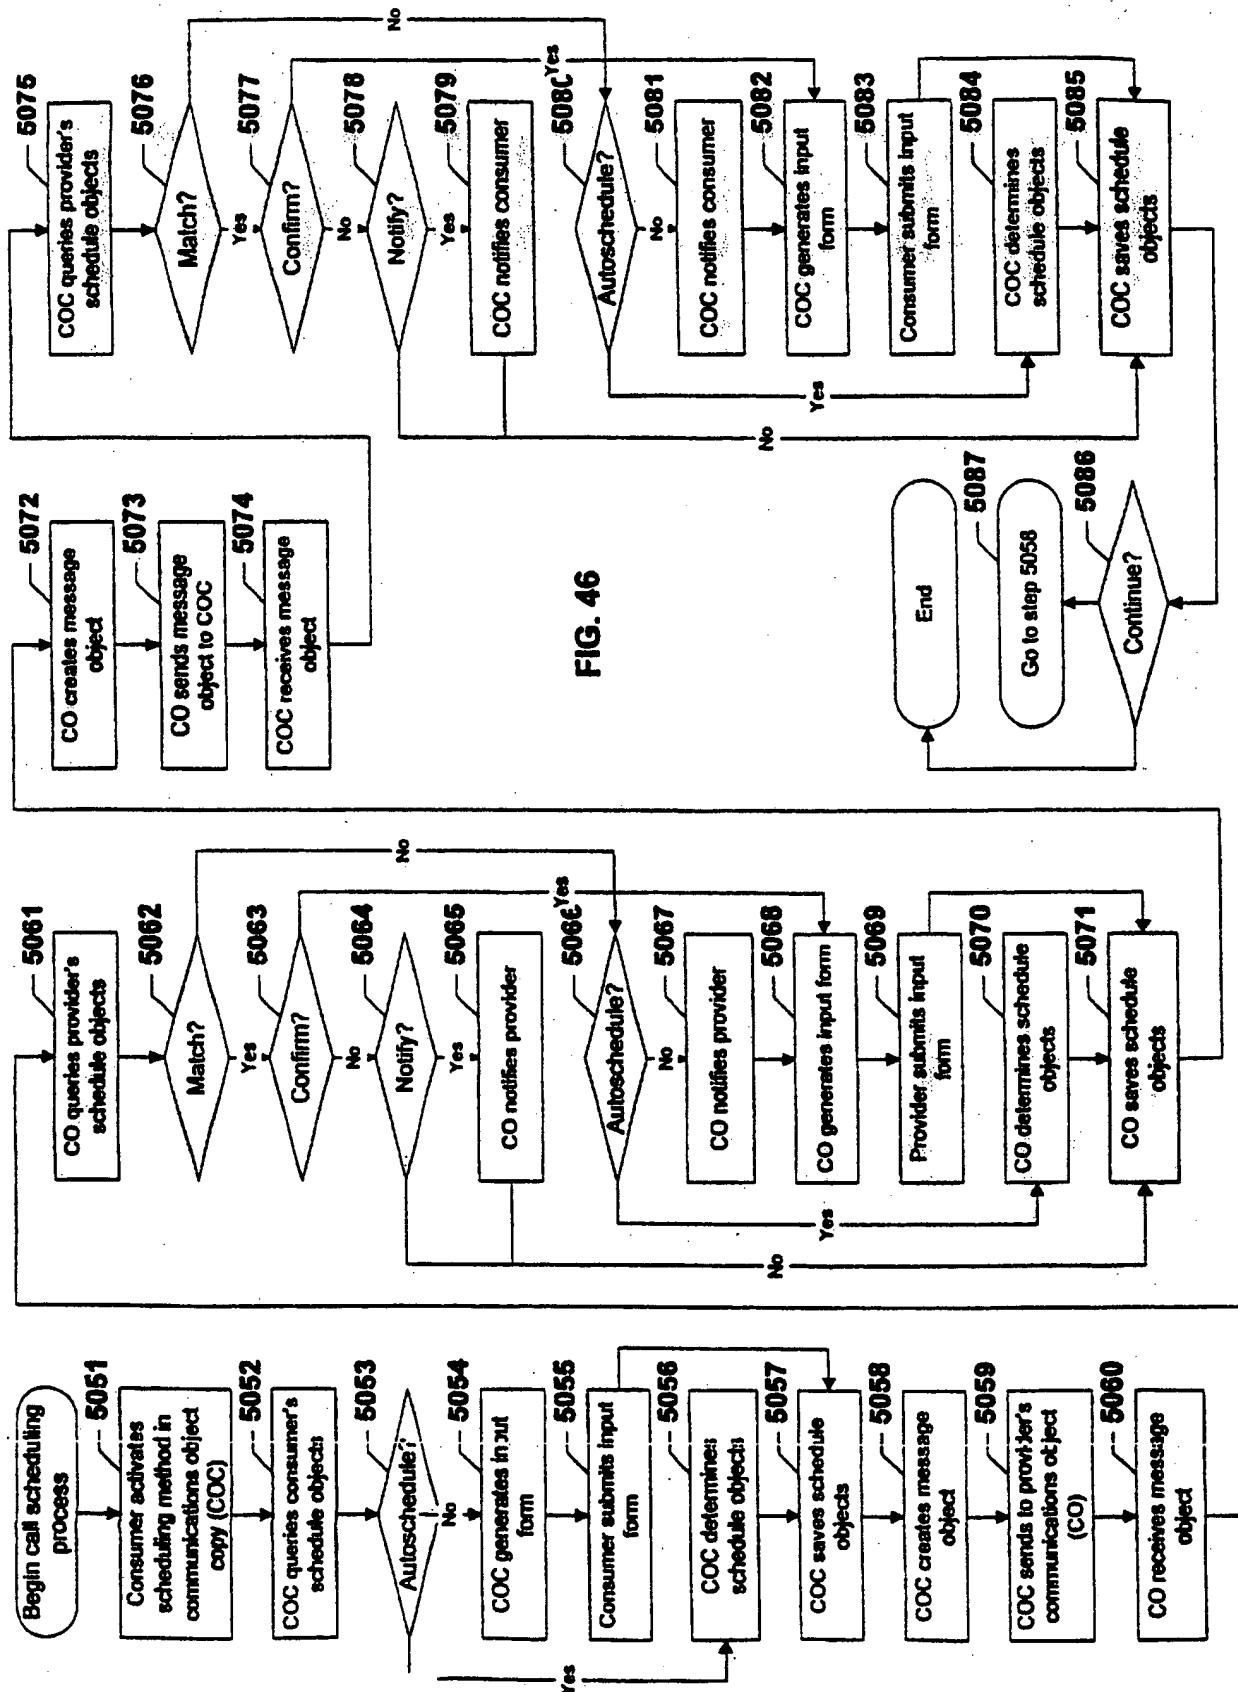 Begin call scheduling
process
5051
Consumer activates
scheduling method in
communications object
copy (COC)
5052
COC queries consumer's
schedule objects
5053
Autoschedule?
No
Yes
5054
COC generates input
form
5055
Consumer submits input
form
5056
COC determines
schedule objects
5057
COC saves schedule
objects
5058
COC creates message
object
5059
COC sends to provider's
communications object
(CO)
5060
CO receives message
object
5061
CO queries provider's
schedule objects
5062
Match?
No
Yes
5063
Confirm?
Yes
No
5064
Notify?
No
Yes
5065
CO notifies provider
5066
Autoschedule?
Yes
No
5067
CO notifies provider
5068
CO generates input form
5069
Provider submits input
form
5070
CO determines schedule
objects
5071
CO saves schedule
objects
5072
CO creates message
object
5073
CO sends message
object to COC
5074
COC receives message
object
FIG. 46
5075
COC queries provider's
schedule objects
5076
Match?
No
Yes
5077
Confirm?
Yes
No
5078
Notify?
No
Yes
5079
COC notifies consumer
5080
Autoschedule?
Yes
No
5081
COC notifies consumer
5082
COC generates input
form
5083
Consumer submits input
form
5084
COC determines
schedule objects
5085
COC saves schedule
objects
5086
Continue?
5087
Go to step 5058
End